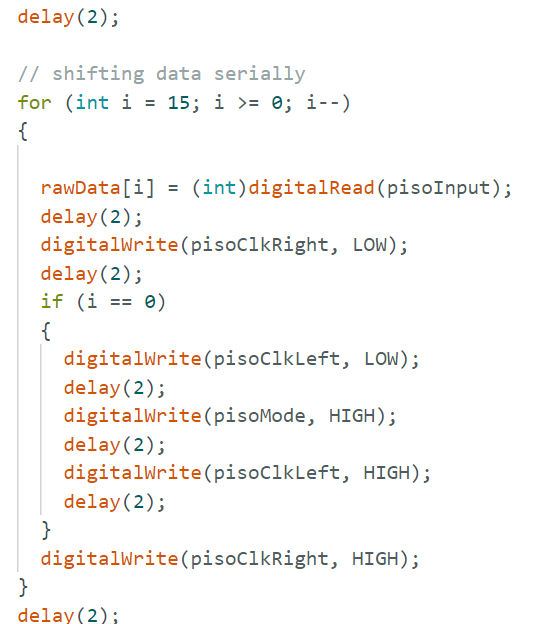 delay(2);
// shifting data serially
for (int i = 15; i >= 0; i--)
{
rawData[i] = (int)digitalRead(pisoInput);
delay(2);
digitalWrite(pisoClkRight, LOW);
delay(2);
if (i == 0)
{
digitalWrite(pisoClkLeft, LOW);
delay(2);
digitalWrite(pisoMode, HIGH);
delay(2);
digitalWrite(pisoClkLeft, HIGH);
delay(2);
}
digitalWrite(pisoClkRight, HIGH);
}
delay(2);